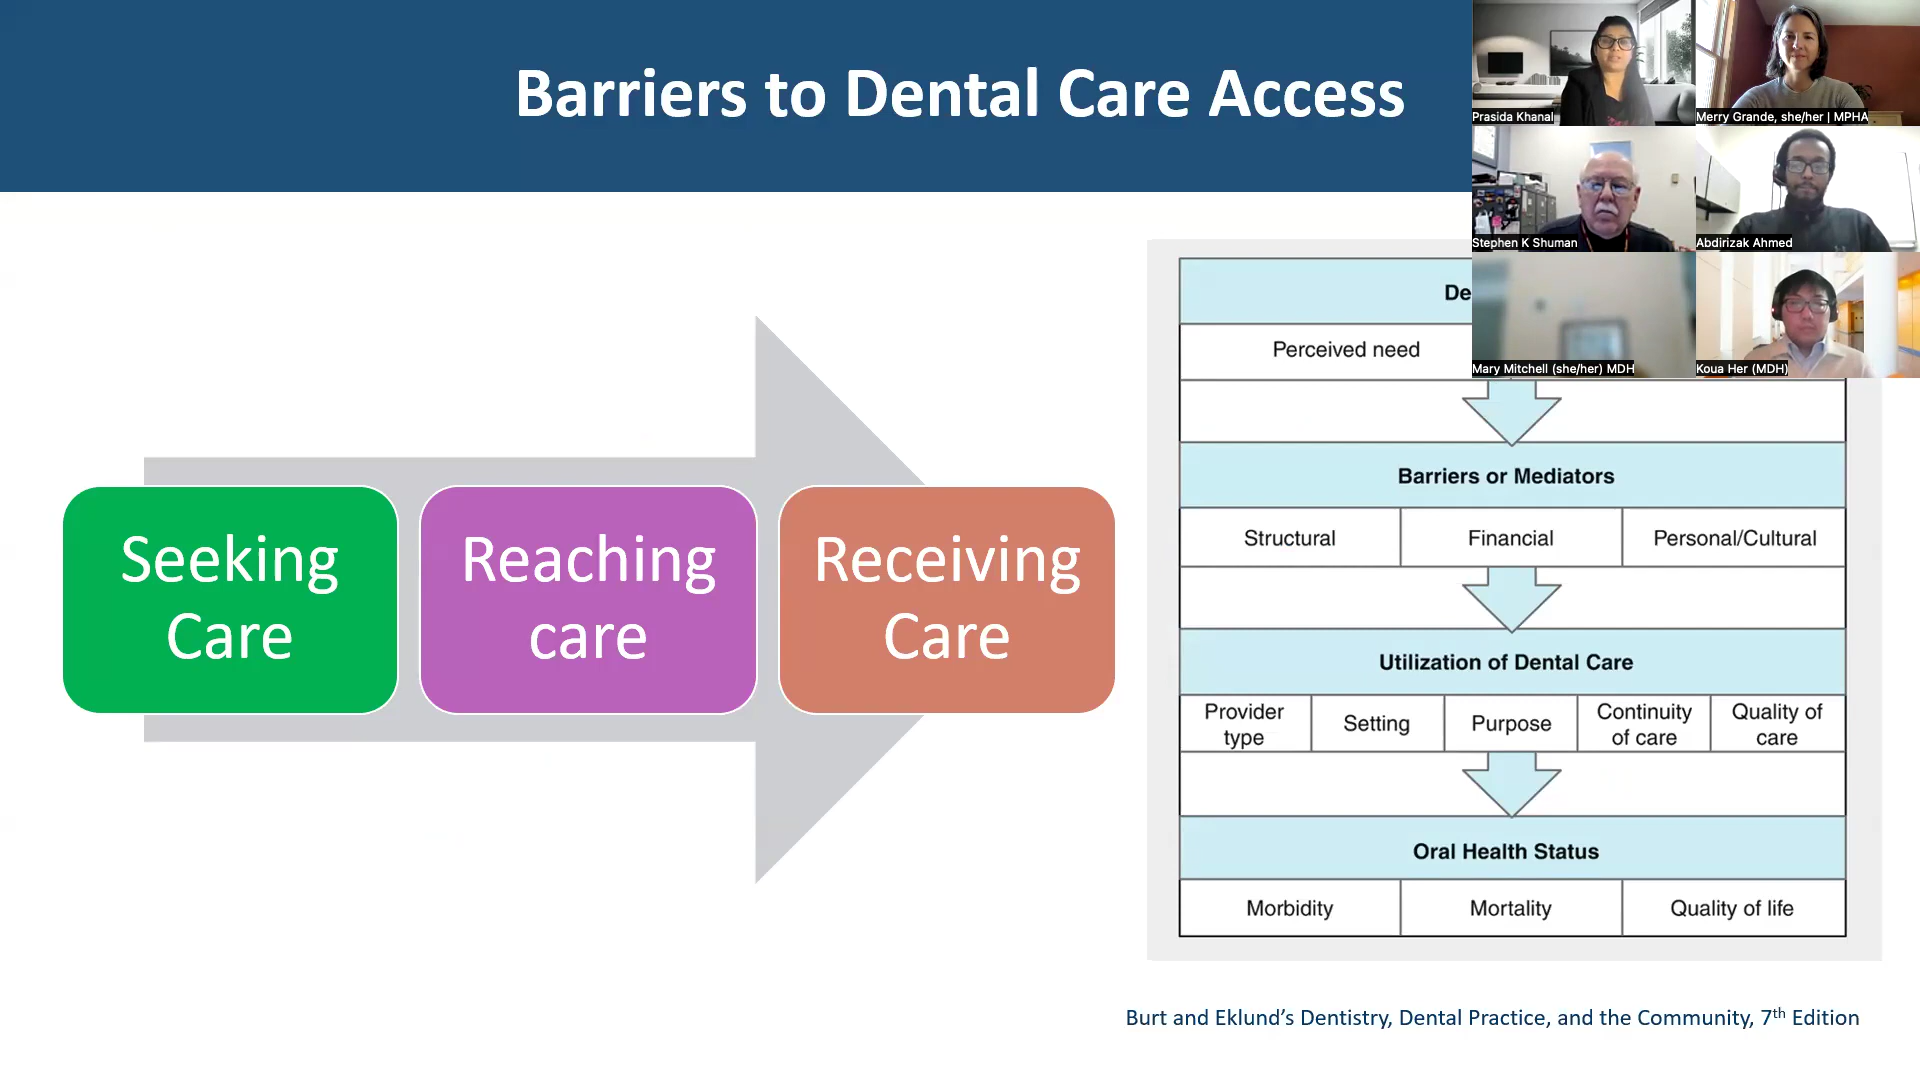 Barriers to Dental Care Access
Prasida Khanal
Merry Grande, she/her | MPHA
Stephen K Shuman
Abdirizak Ahmed
Mary Mitchell (she/her) MDH
Koua Her (MDH)
Seeking
Care
Reaching
care
Receiving
Care
De
Perceived need
Barriers or Mediators
Structural
Financial
Personal/Cultural
Utilization of Dental Care
Provider
type
Setting
Purpose
Continuity
of care
Quality of
care
Oral Health Status
Morbidity
Mortality
Quality of life
Burt and Eklund’s Dentistry, Dental Practice, and the Community, 7th Edition